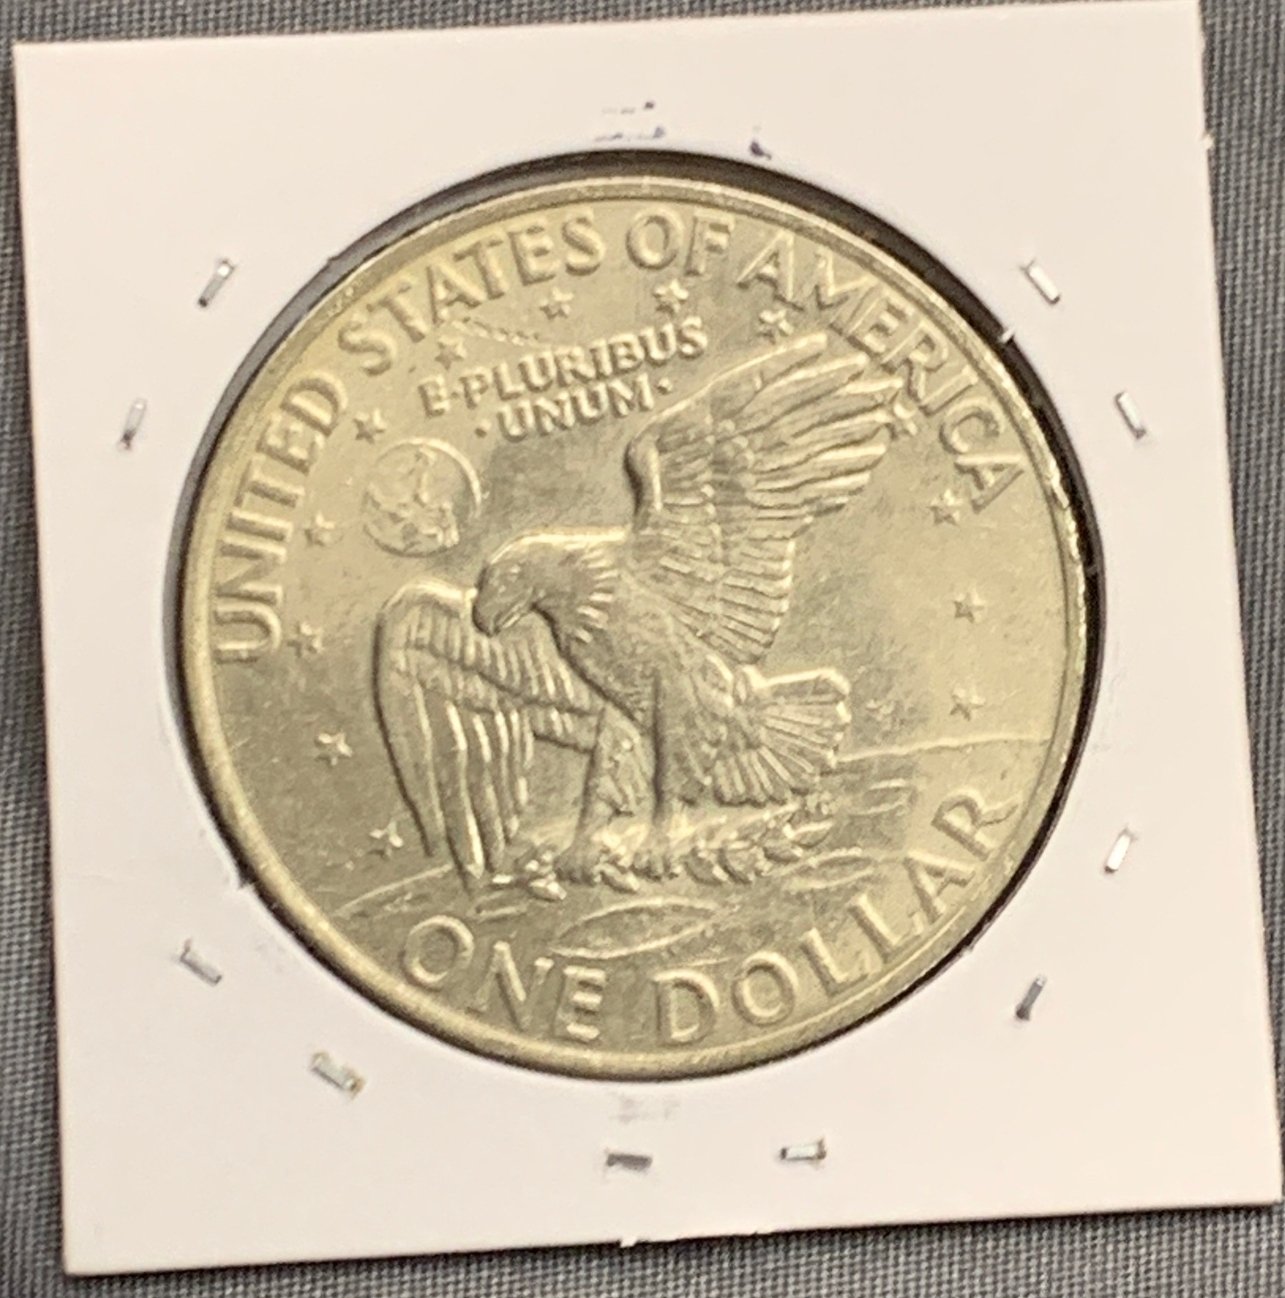 UNITED STATES OF AMERICA
E·PLURIBUS
·UNUM·
ONE DOLLAR